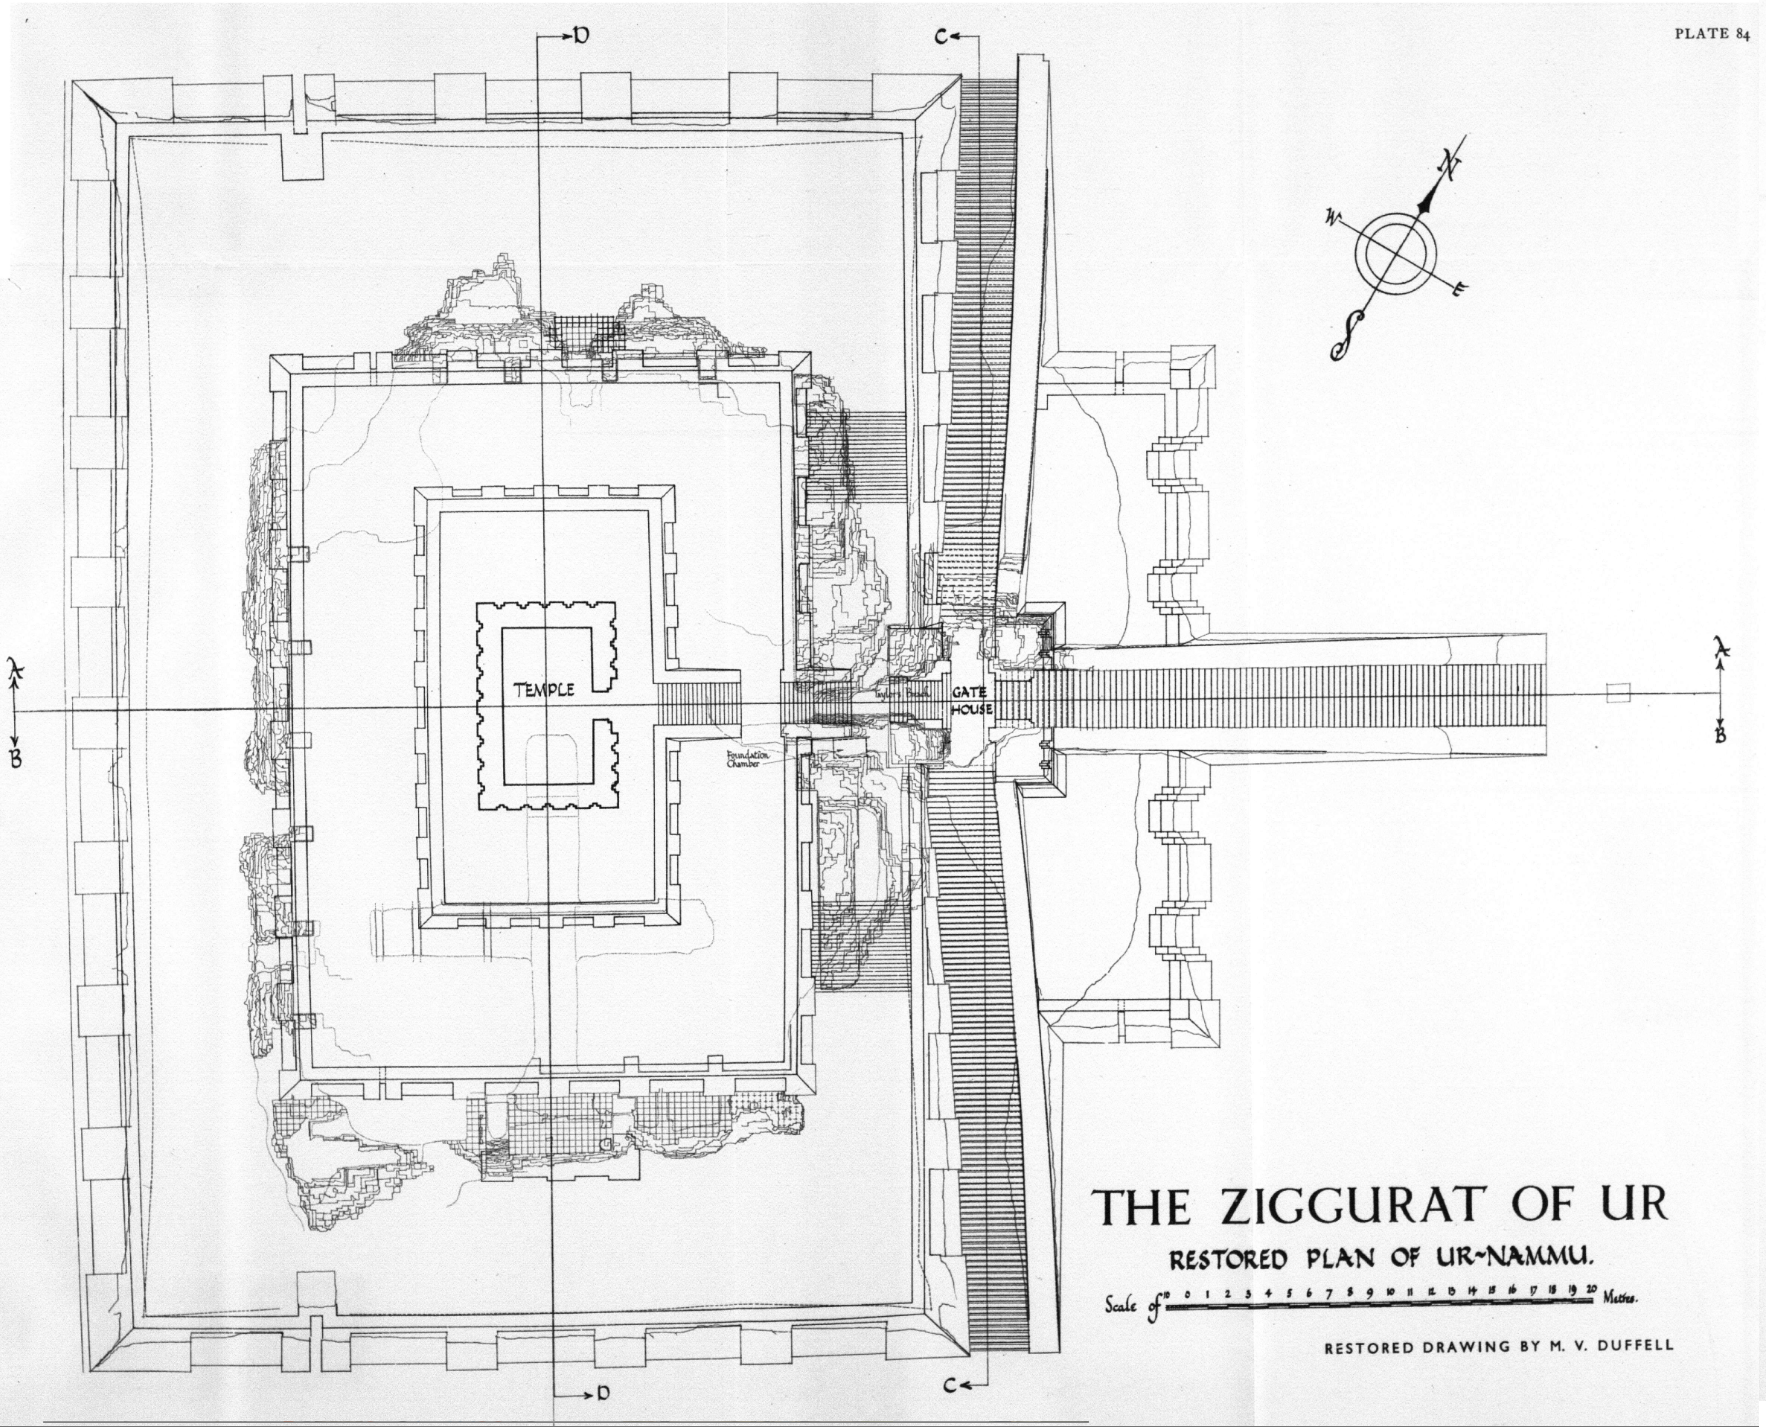 PLATE 84
D
C
N
W
E
S
TEMPLE
GATE
HOUSE
Foundation
Chamber
A
B
A
B
THE ZIGGURAT OF UR
RESTORED PLAN OF UR~NAMMU.
Scale of 10 0 1 2 3 4 5 6 7 8 9 10 11 12 13 14 15 16 17 18 19 20 Metres.
RESTORED DRAWING BY M. V. DUFFELL
D
C